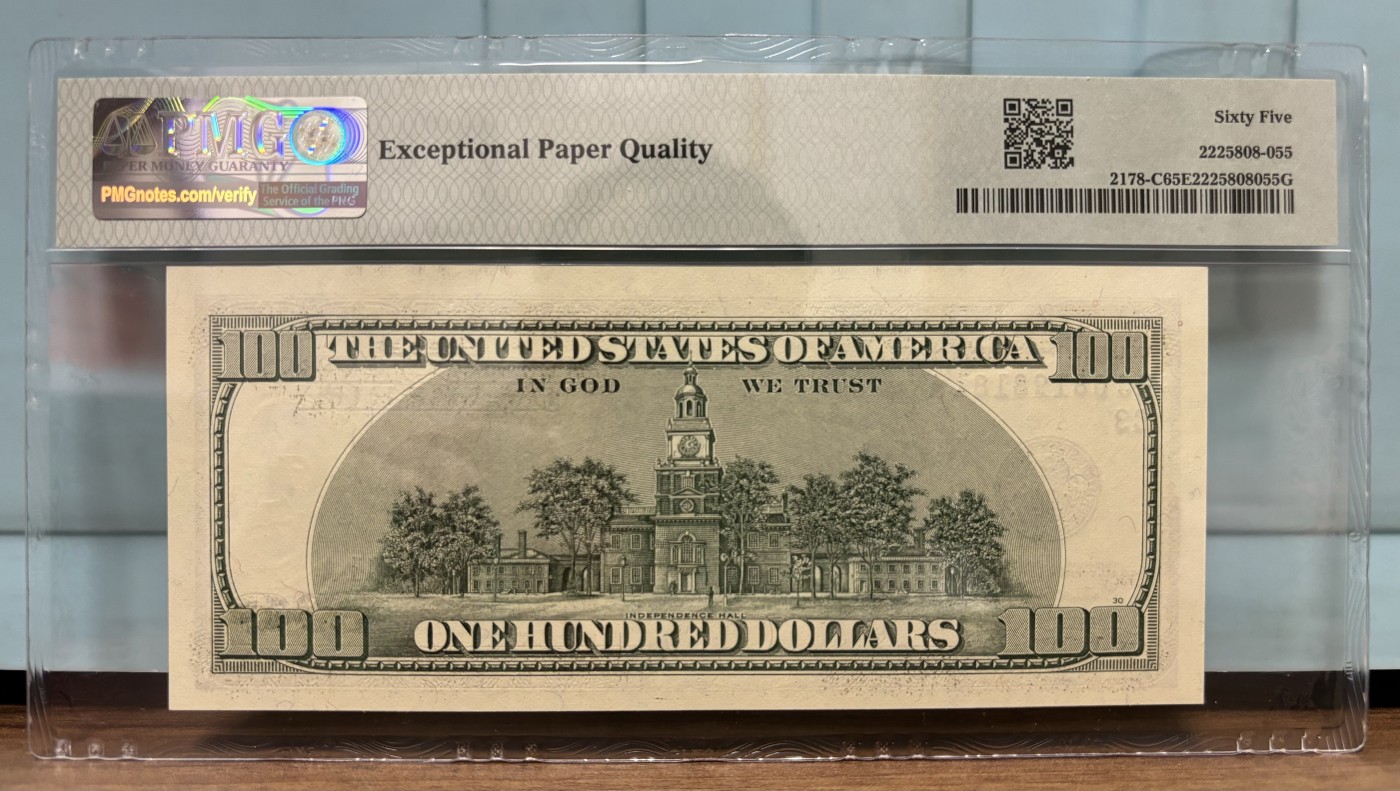 PMG
PAPER MONEY GUARANTY
PMGnotes.com/verify
The Official Grading
Service of the PNG
Exceptional Paper Quality
Sixty Five
2225808-055
2178-C65E2225808055G
100 THE UNITED STATES OF AMERICA 100
IN GOD WE TRUST
30
INDEPENDENCE HALL
100 ONE HUNDRED DOLLARS 100